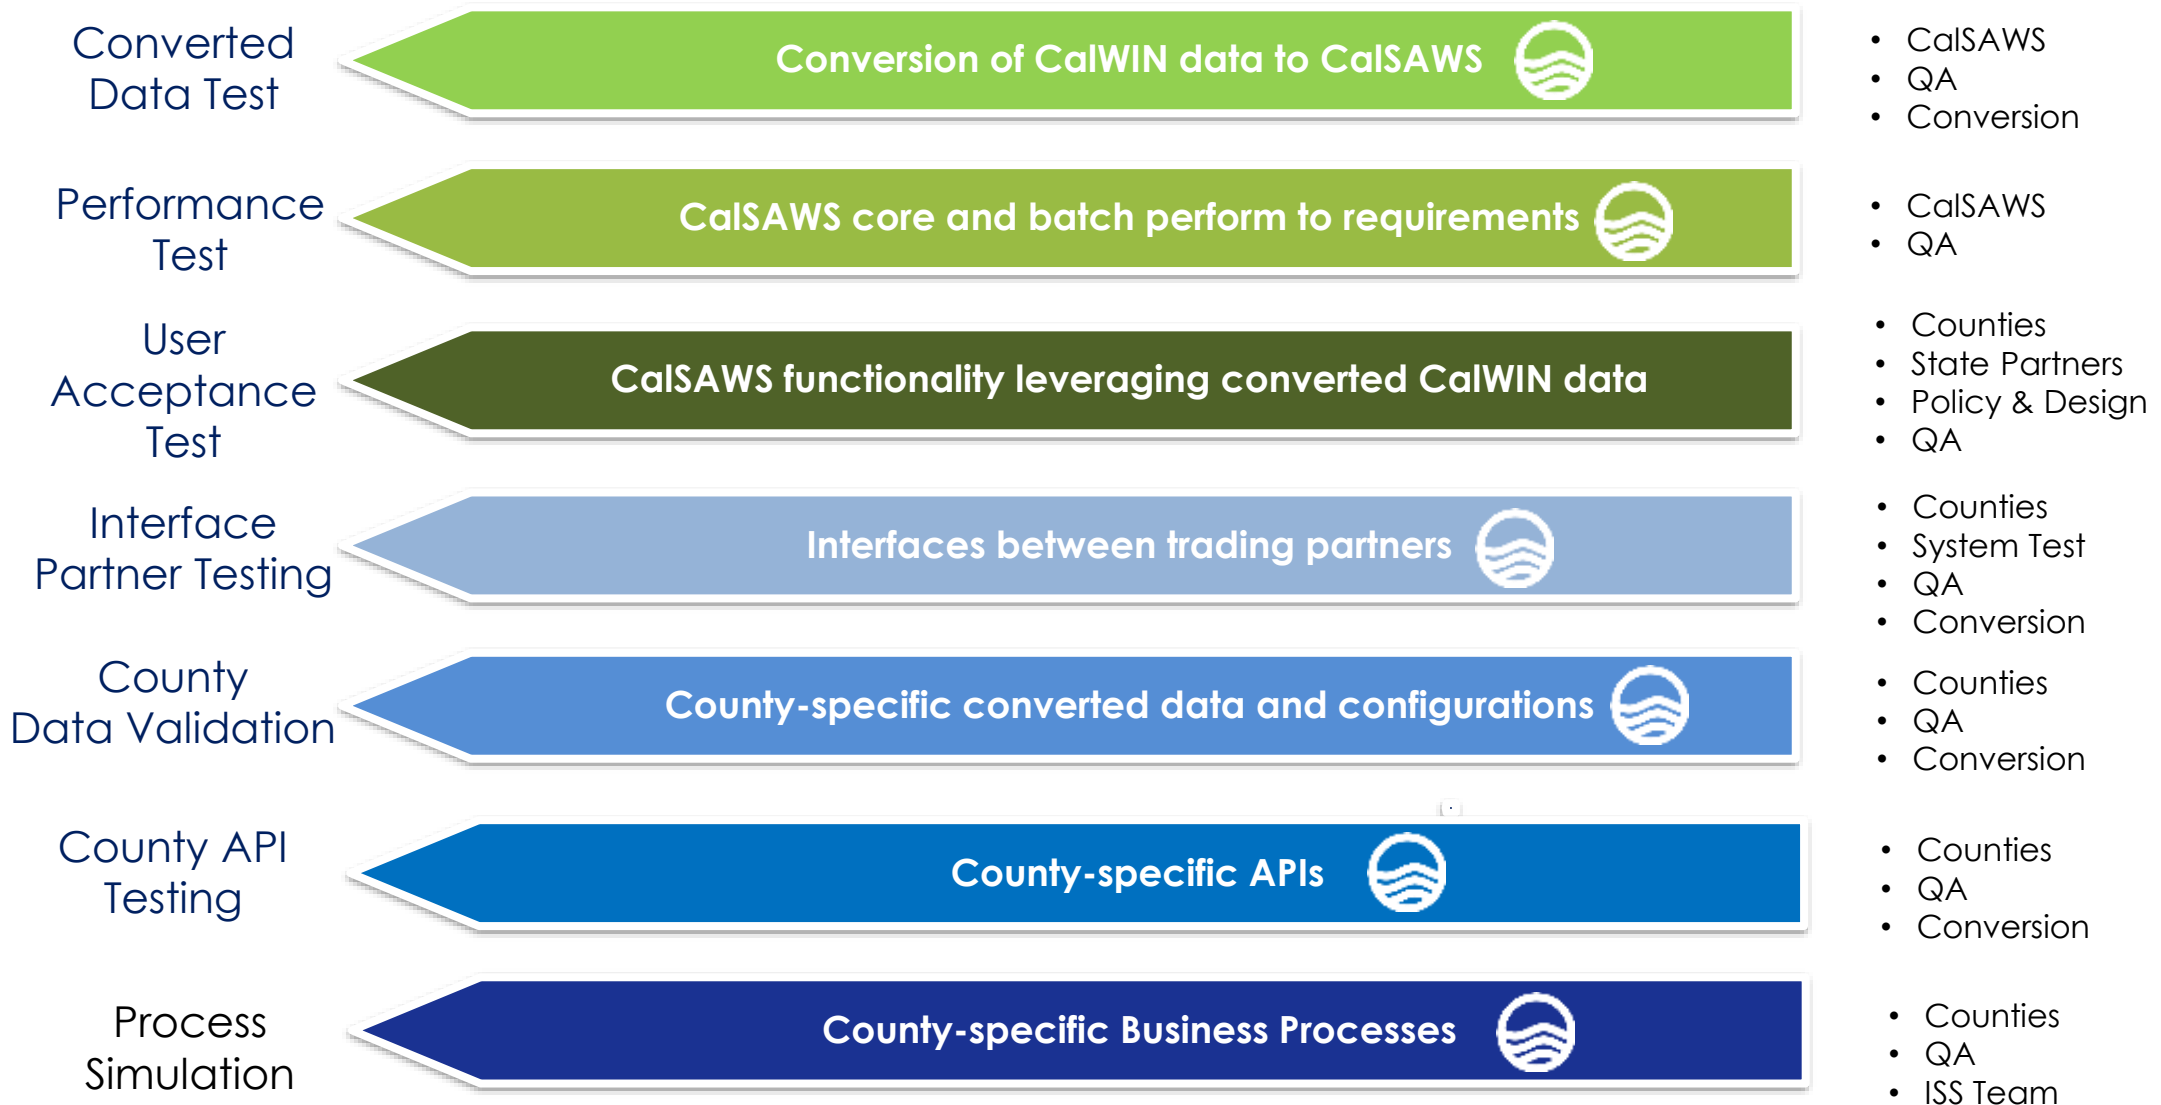 Converted
Data Test
Conversion of CalWIN data to CalSAWS
• CalSAWS
• QA
• Conversion
Performance
Test
CalSAWS core and batch perform to requirements
• CalSAWS
• QA
User
Acceptance
Test
CalSAWS functionality leveraging converted CalWIN data
• Counties
• State Partners
• Policy & Design
• QA
Interface
Partner Testing
Interfaces between trading partners
• Counties
• System Test
• QA
• Conversion
County
Data Validation
County-specific converted data and configurations
• Counties
• QA
• Conversion
County API
Testing
County-specific APIs
• Counties
• QA
• Conversion
Process
Simulation
County-specific Business Processes
• Counties
• QA
• ISS Team